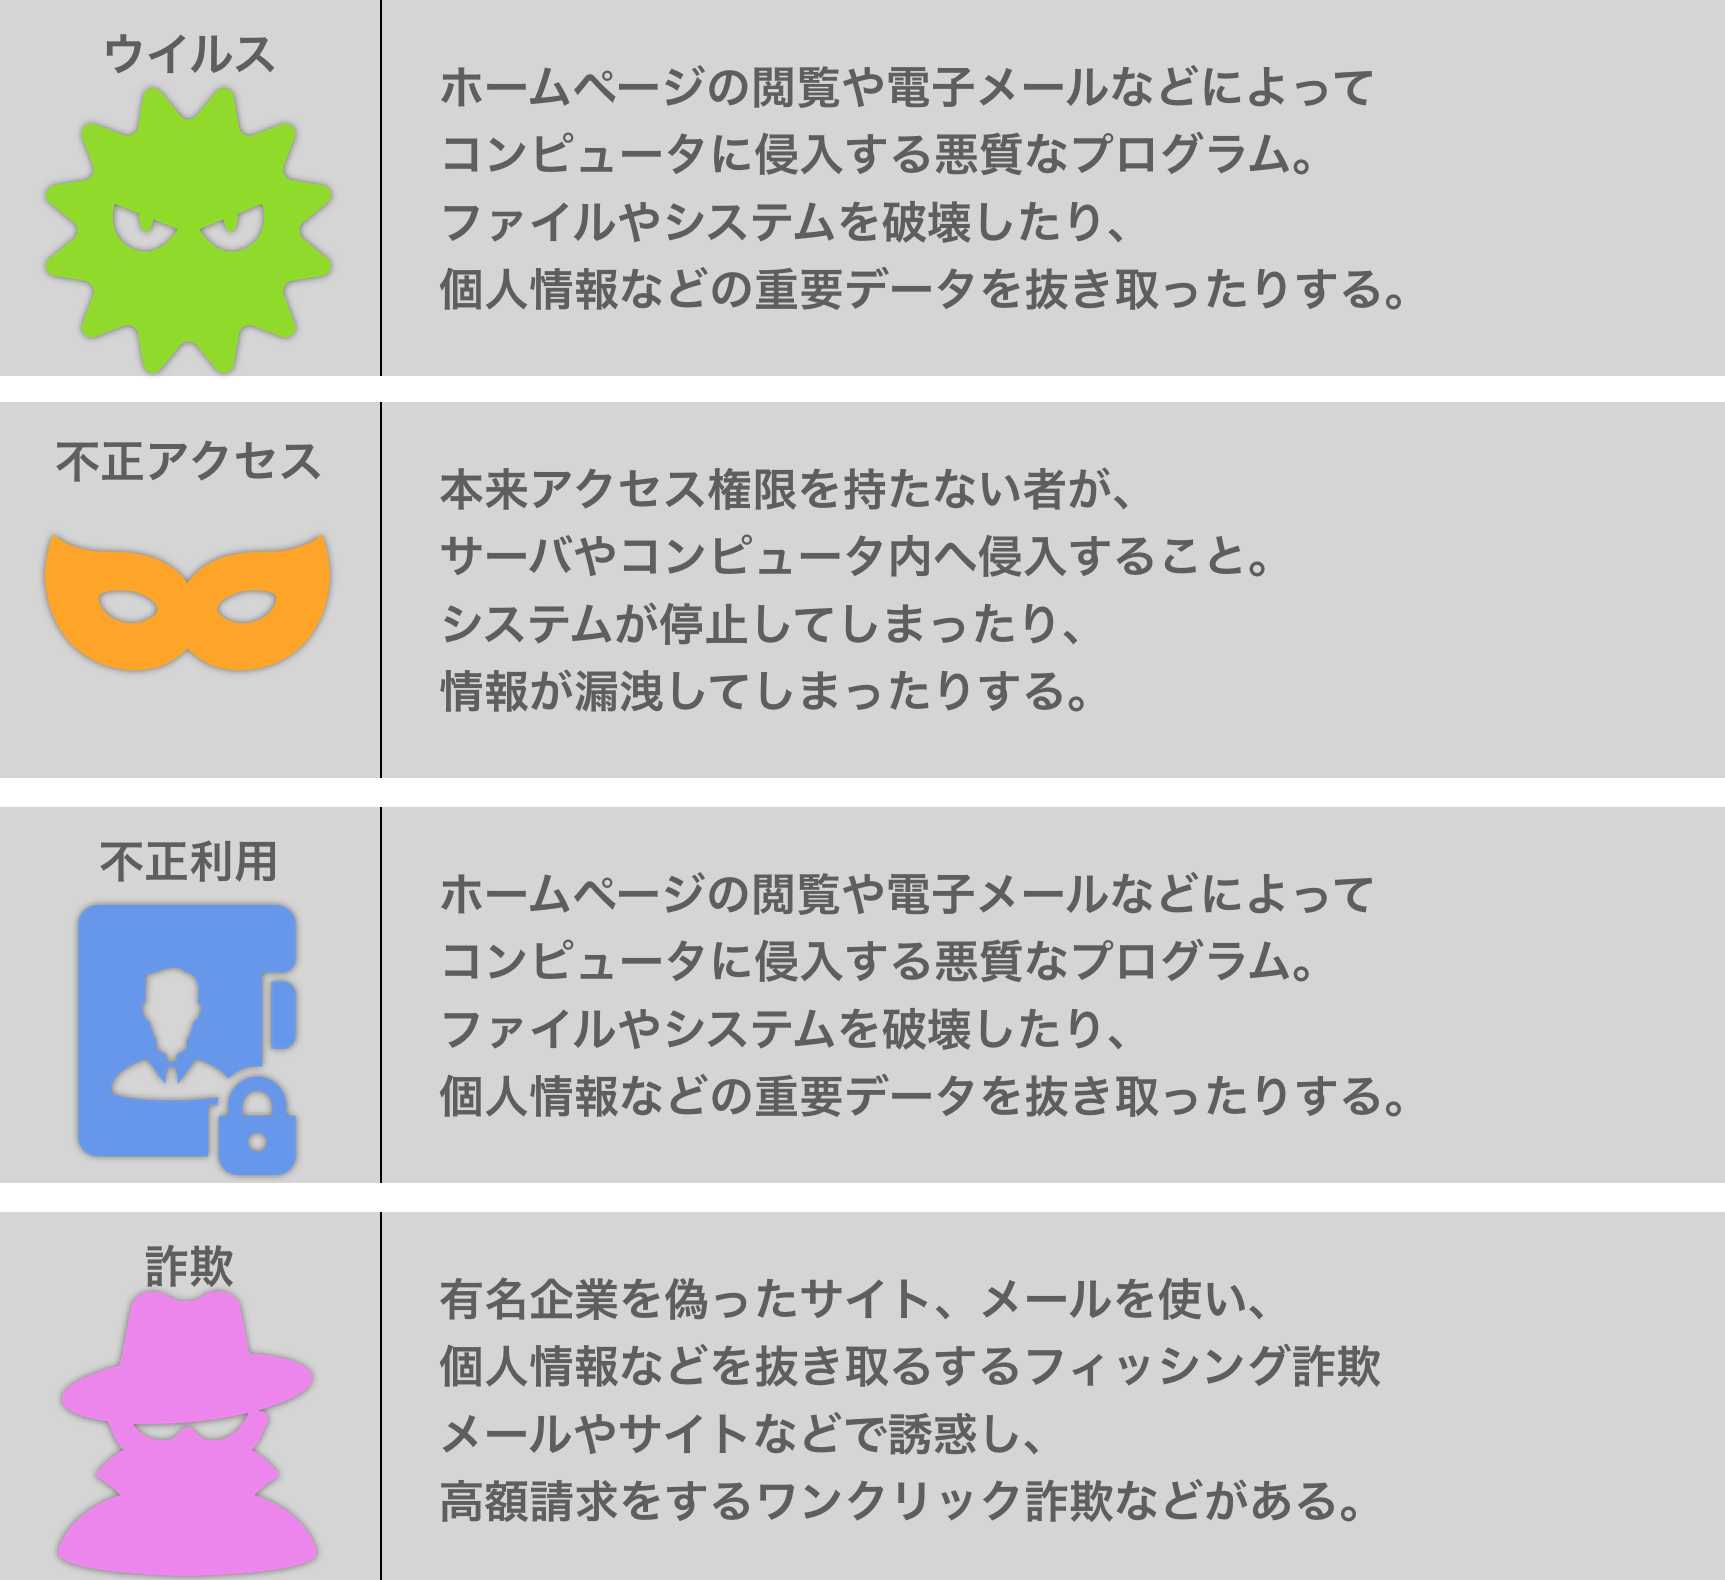 ウイルス
ホームページの閲覧や電子メールなどによって
コンピュータに侵入する悪質なプログラム。
ファイルやシステムを破壊したり、
個人情報などの重要データを抜き取ったりする。
不正アクセス
本来アクセス権限を持たない者が、
サーバやコンピュータ内へ侵入すること。
システムが停止してしまったり、
情報が漏洩してしまったりする。
不正利用
ホームページの閲覧や電子メールなどによって
コンピュータに侵入する悪質なプログラム。
ファイルやシステムを破壊したり、
個人情報などの重要データを抜き取ったりする。
詐欺
有名企業を偽ったサイト、メールを使い、
個人情報などを抜き取るするフィッシング詐欺
メールやサイトなどで誘惑し、
高額請求をするワンクリック詐欺などがある。